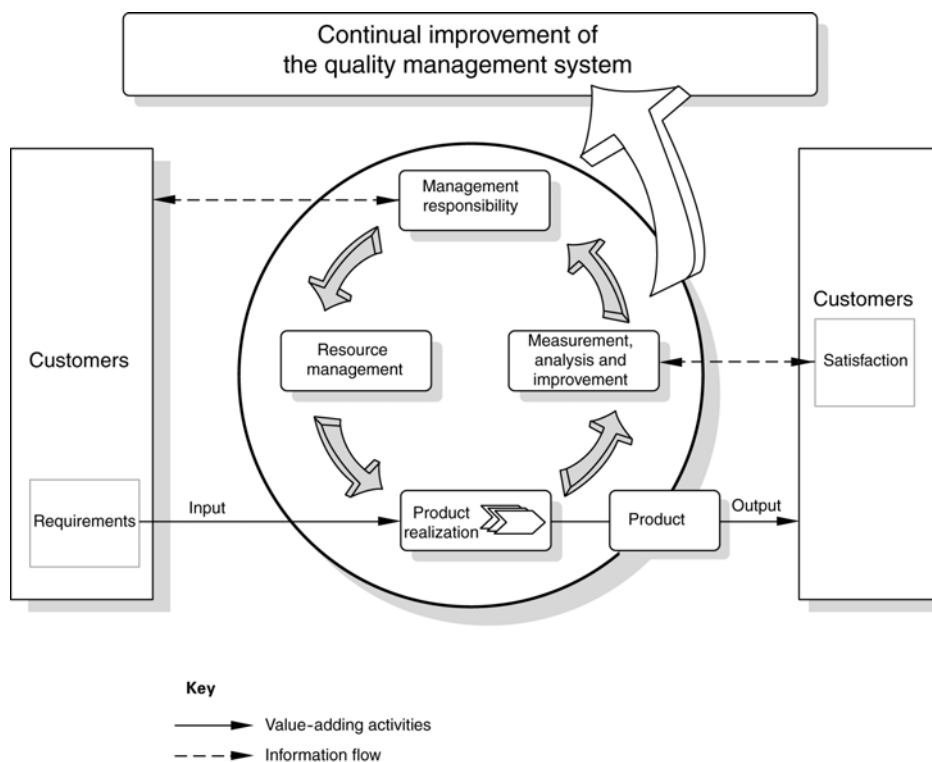 Continual improvement of
the quality management system
Management
responsibility
Customers
Resource
management
Measurement,
analysis and
improvement
Customers
Satisfaction
Requirements
Input
Product
realization
Product
Output
Key
Value-adding activities
Information flow